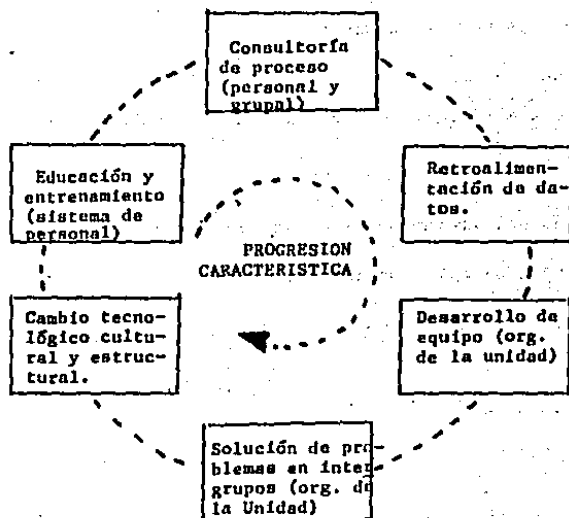 Consultoría
de proceso
(personal y
grupal)
Retroalimen-
tación de da-
tos.
Desarrollo de
equipo (org.
de la unidad)
Solución de pro-
blemas en inter
grupos (org. de
la Unidad)
Cambio tecno-
lógico cultu-
ral y estruc-
tural.
Educación y
entrenamiento
(sistema de
personal)
PROGRESION
CARACTERISTICA